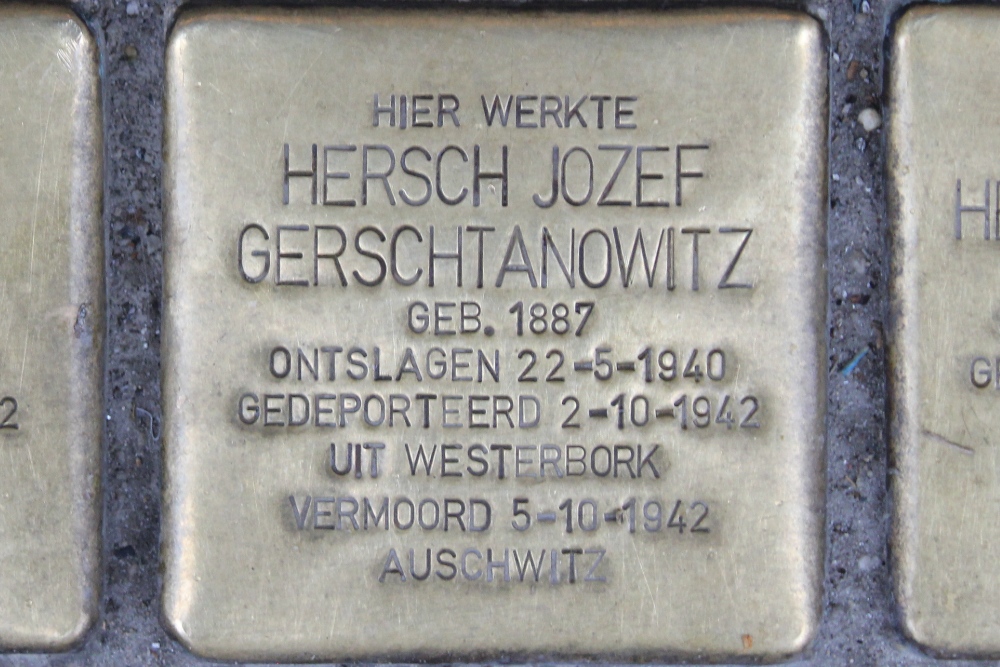 HIER WERKTE
HERSCH JOZEF
GERSCHTANOWITZ
GEB. 1887
ONTSLAGEN 22-5-1940
GEDEPORTEERD 2-10-1942
UIT WESTERBORK
VERMOORD 5-10-1942
AUSCHWITZ